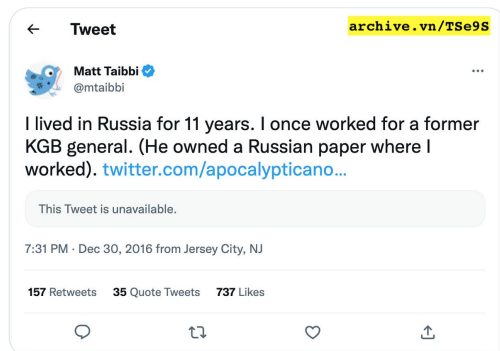 ← Tweet
archive.vn/TSe9S
Matt Taibbi
@mtaibbi
I lived in Russia for 11 years. I once worked for a former
KGB general. (He owned a Russian paper where I
worked). twitter.com/apocalypticano…
This Tweet is unavailable.
7:31 PM · Dec 30, 2016 from Jersey City, NJ
157 Retweets 35 Quote Tweets 737 Likes